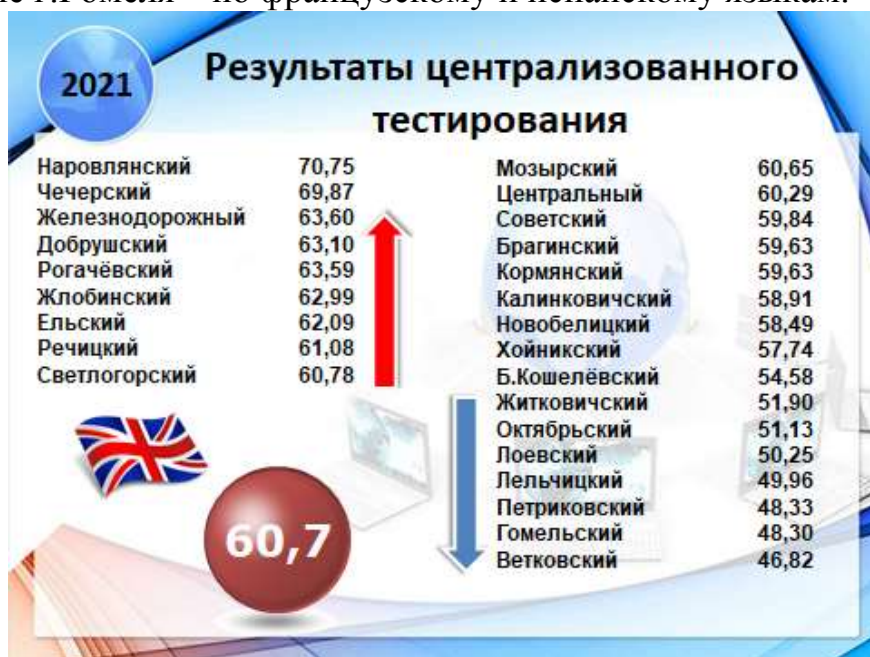 по французскому и испанскому языкам.
2021
Результаты централизованного
тестирования
Наровлянский 70,75
Чечерский 69,87
Железнодорожный 63,60
Добрушский 63,10
Рогачёвский 63,59
Жлобинский 62,99
Ельский 62,09
Речицкий 61,08
Светлогорский 60,78
60,7
Мозырский 60,65
Центральный 60,29
Советский 59,84
Брагинский 59,63
Кормянский 59,63
Калинковичский 58,91
Новобелицкий 58,49
Хойникский 57,74
Б.Кошелёвский 54,58
Житковичский 51,90
Октябрьский 51,13
Лоевский 50,25
Лельчицкий 49,96
Петриковский 48,33
Гомельский 48,30
Ветковский 46,82